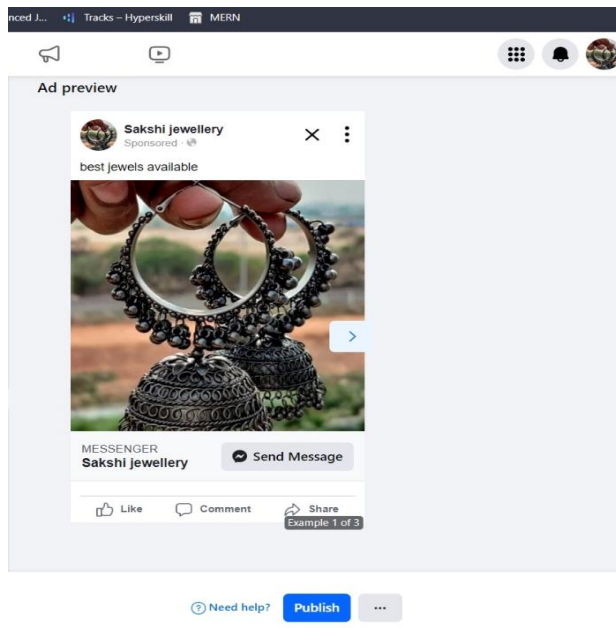 nced J...
Tracks – Hyperskill
MERN
Ad preview
Sakshi jewellery
Sponsored ·
best jewels available
MESSENGER
Sakshi jewellery
Send Message
Like
Comment
Share
Example 1 of 3
Need help?
Publish
...